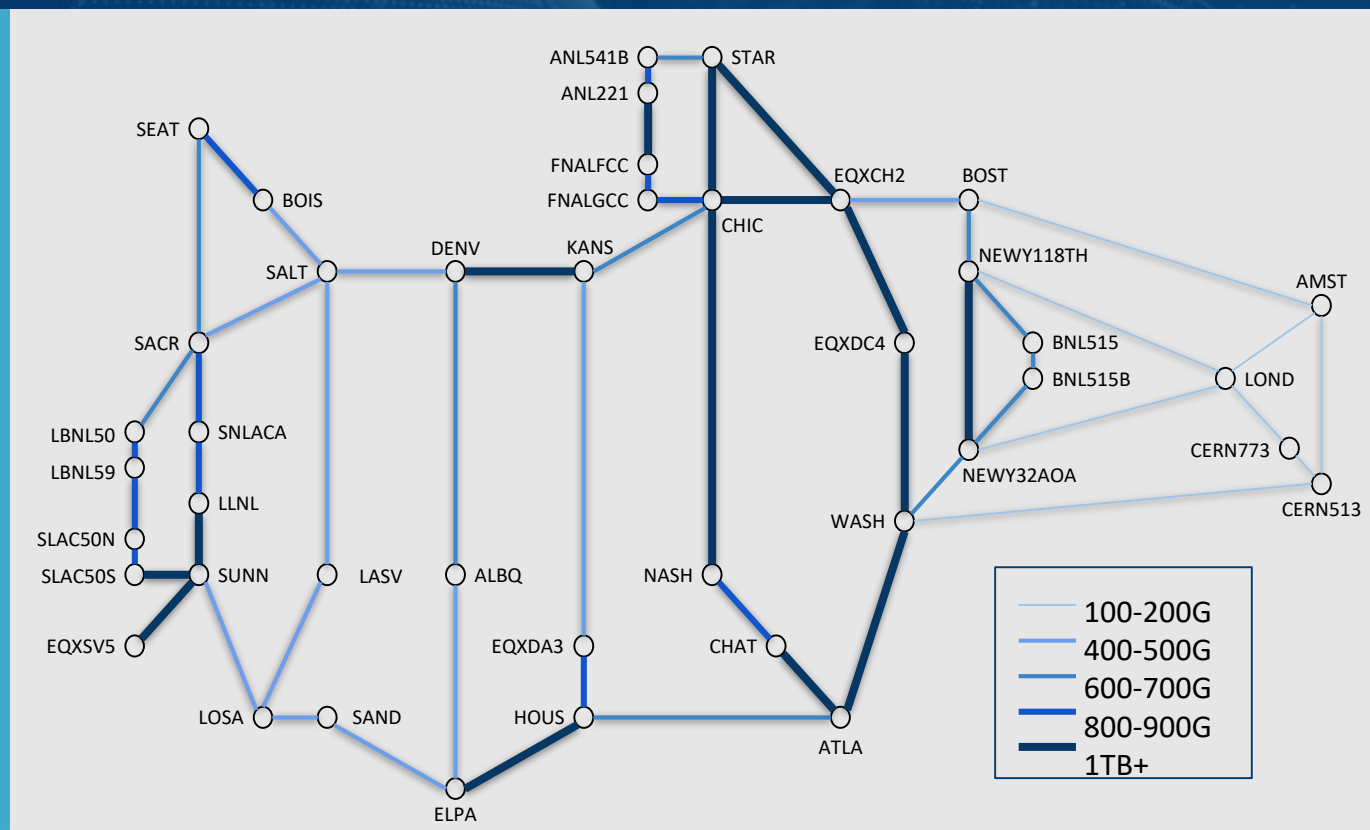 ANL541B
STAR
ANL221
SEAT
FNALFCC
EQXCH2
BOST
BOIS
FNALGCC
CHIC
DENV
KANS
NEWY118TH
SALT
AMST
SACR
EQXDC4
BNL515
BNL515B
LOND
LBNL50
SNLACA
CERN773
LBNL59
NEWY32AOA
LLNL
CERN513
WASH
SLAC50N
SLAC50S
SUNN
LASV
ALBQ
NASH
EQXSV5
EQXDA3
CHAT
LOSA
SAND
HOUS
ATLA
ELPA
100-200G
400-500G
600-700G
800-900G
1TB+